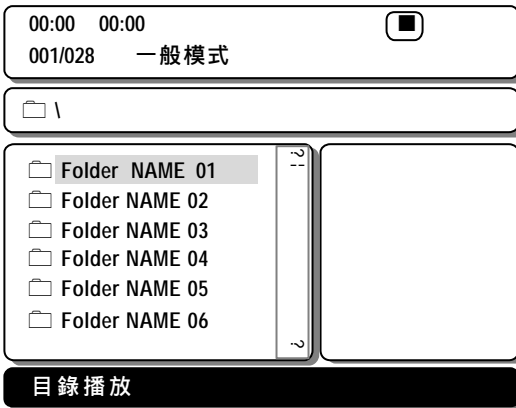 00:00 00:00
001/028 一般模式
\
Folder NAME 01
Folder NAME 02
Folder NAME 03
Folder NAME 04
Folder NAME 05
Folder NAME 06
目錄播放